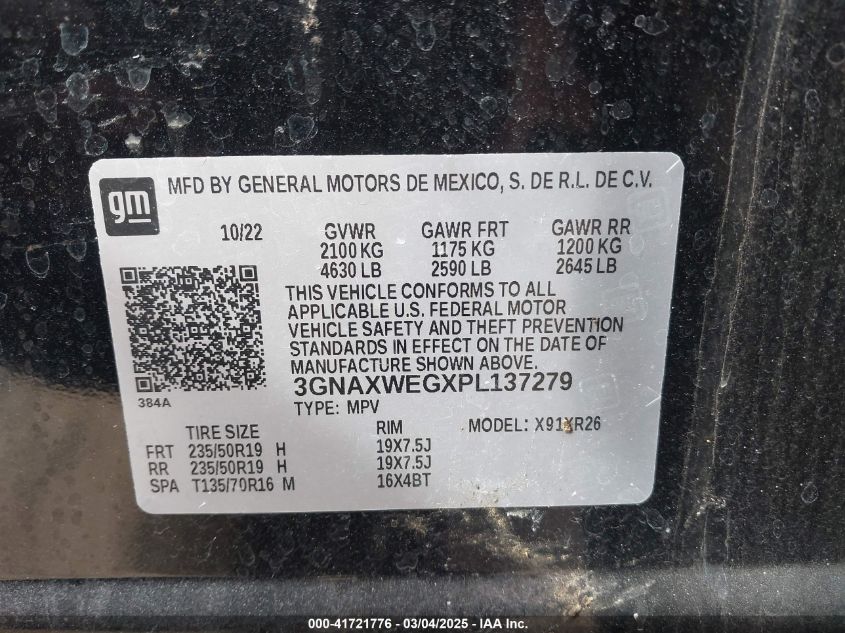 gm
MFD BY GENERAL MOTORS DE MEXICO, S. DE R.L. DE C.V.
10/22 GVWR GAWR FRT GAWR RR
2100 KG 1175 KG 1200 KG
4630 LB 2590 LB 2645 LB
THIS VEHICLE CONFORMS TO ALL
APPLICABLE U.S. FEDERAL MOTOR
VEHICLE SAFETY AND THEFT PREVENTION
STANDARDS IN EFFECT ON THE DATE OF
MANUFACTURE SHOWN ABOVE.
3GNAXWEGXPL137279
384A
TYPE: MPV
TIRE SIZE RIM MODEL: X91XR26
FRT 235/50R19 H 19X7.5J
RR 235/50R19 H 19X7.5J
SPA T135/70R16 M 16X4BT
000-41721776 - 03/04/2025 - IAA Inc.